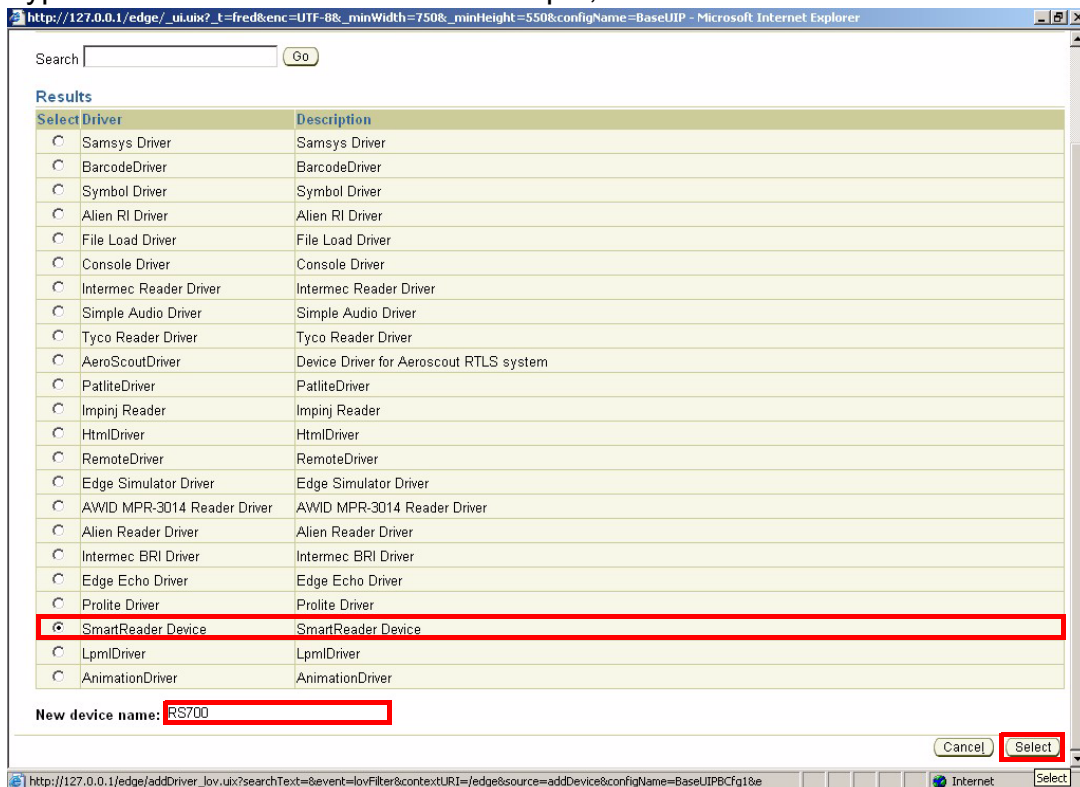 http://127.0.0.1/edge/_ui.uix?_t=fred&enc=UTF-8&_minWidth=750&_minHeight=550&configName=BaseUIP - Microsoft Internet Explorer
Search Go
Results
Select Driver Description
Samsys Driver Samsys Driver
BarcodeDriver BarcodeDriver
Symbol Driver Symbol Driver
Alien RI Driver Alien RI Driver
File Load Driver File Load Driver
Console Driver Console Driver
Intermec Reader Driver Intermec Reader Driver
Simple Audio Driver Simple Audio Driver
Tyco Reader Driver Tyco Reader Driver
AeroScoutDriver Device Driver for Aeroscout RTLS system
PatliteDriver PatliteDriver
Impinj Reader Impinj Reader
HtmlDriver HtmlDriver
RemoteDriver RemoteDriver
Edge Simulator Driver Edge Simulator Driver
AWID MPR-3014 Reader Driver AWID MPR-3014 Reader Driver
Alien Reader Driver Alien Reader Driver
Intermec BRI Driver Intermec BRI Driver
Edge Echo Driver Edge Echo Driver
Prolite Driver Prolite Driver
SmartReader Device SmartReader Device
LpmlDriver LpmlDriver
AnimationDriver AnimationDriver
New device name: RS700
Cancel Select
http://127.0.0.1/edge/addDriver_lov.uix?searchText=&event=lovFilter&contextURI=/edge&source=addDevice&configName=BaseUIPBCfg1&e Internet Select